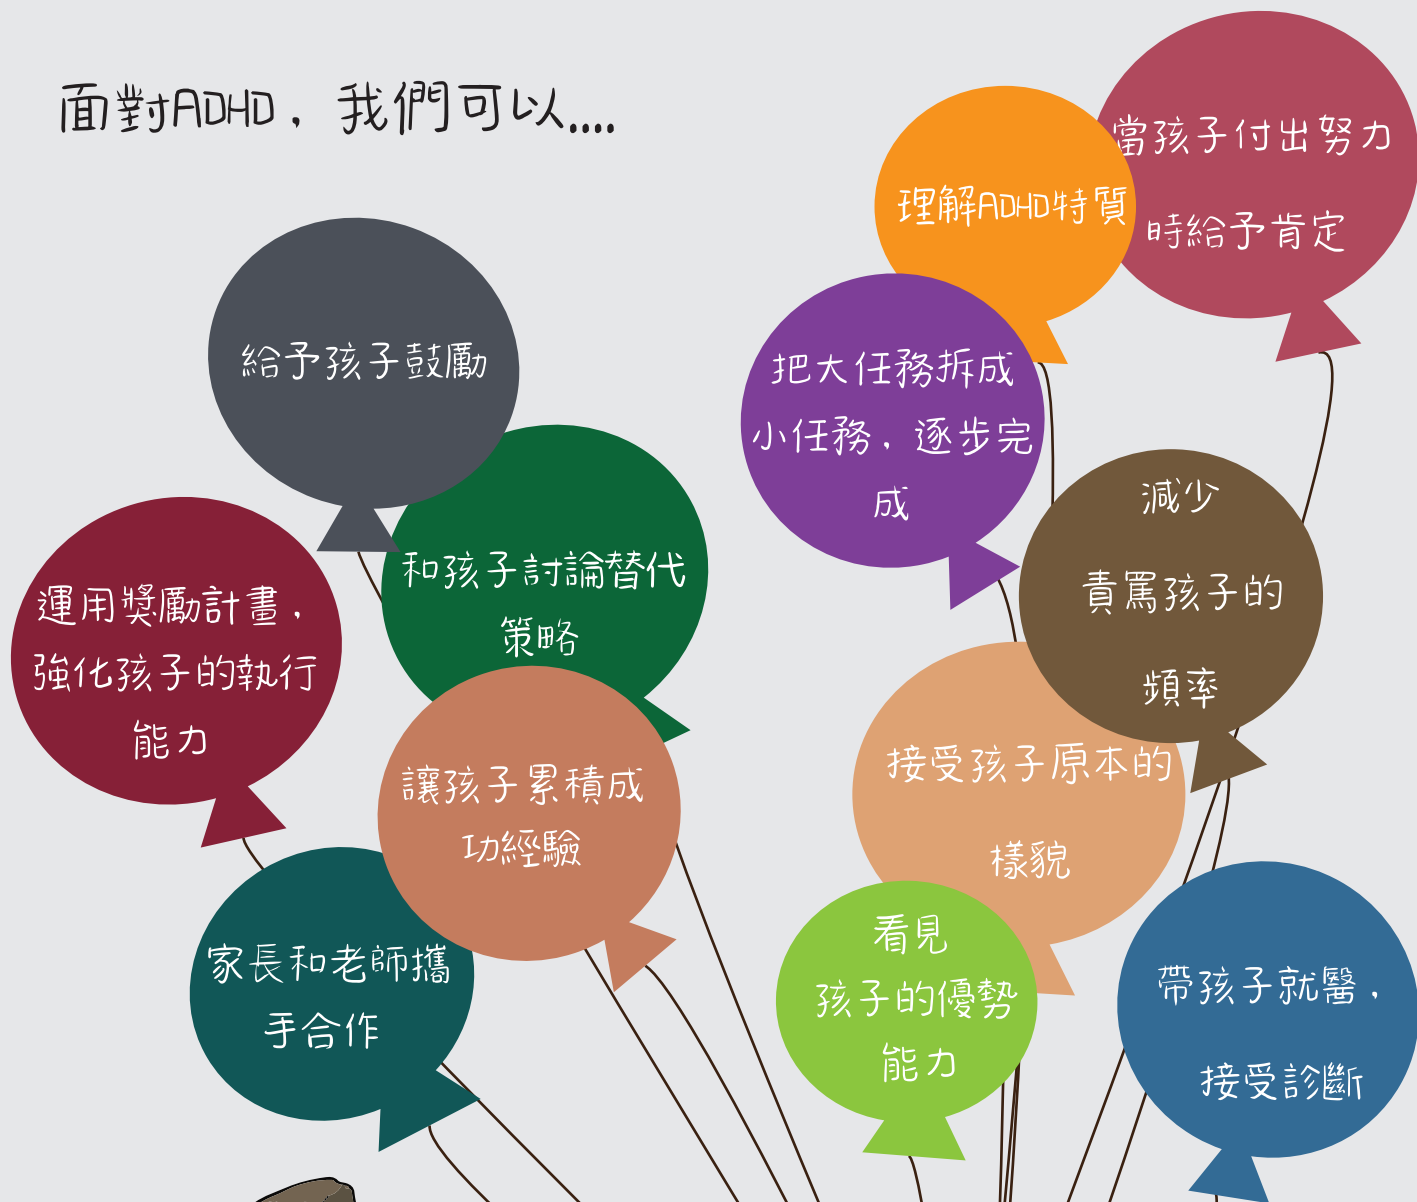 面對ADHD，我們可以....
當孩子付出努力
時給予肯定
理解ADHD特質
給予孩子鼓勵
把大任務拆成
小任務，逐步完
成
和孩子討論替代
策略
減少
責罵孩子的
頻率
運用獎勵計畫，
強化孩子的執行
能力
讓孩子累積成
功經驗
接受孩子原本的
樣貌
家長和老師攜
手合作
看見
孩子的優勢
能力
帶孩子就醫，
接受診斷